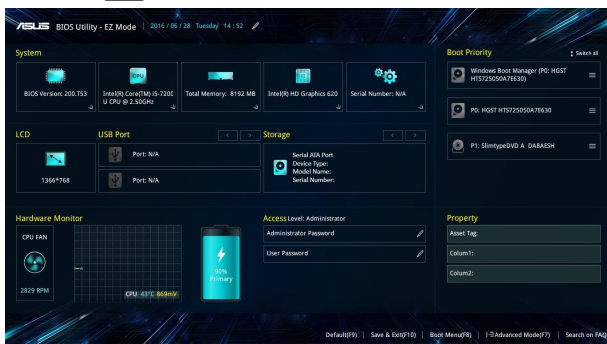 ASUS BIOS Utility - EZ Mode 2016 / 06 / 28 Tuesday 14 : 52
System
BIOS Version: 200.T53
CPU
Intel(R) Core(TM) i5-7200
U CPU @ 2.50GHz
Total Memory: 8192 MB
Intel(R) HD Graphics 620
Serial Number: N/A
Boot Priority
Switch all
Windows Boot Manager (P0: HGST
HTS725050A7E630)
P0: HGST HTS725050A7E630
P1: SlimtypeDVD A DA8AESH
LCD
1366*768
USB Port
Port: N/A
Port: N/A
Storage
Serial ATA Port
Device Type:
Model Name:
Serial Number:
Hardware Monitor
CPU FAN
2829 RPM
CPU 43°C 869mV
90%
Primary
Access Level: Administrator
Administrator Password
User Password
Property
Asset Tag:
Colum1:
Colum2:
Default(F9) Save & Exit(F10) Boot Menu(F8) Advanced Mode(F7) Search on FAQ